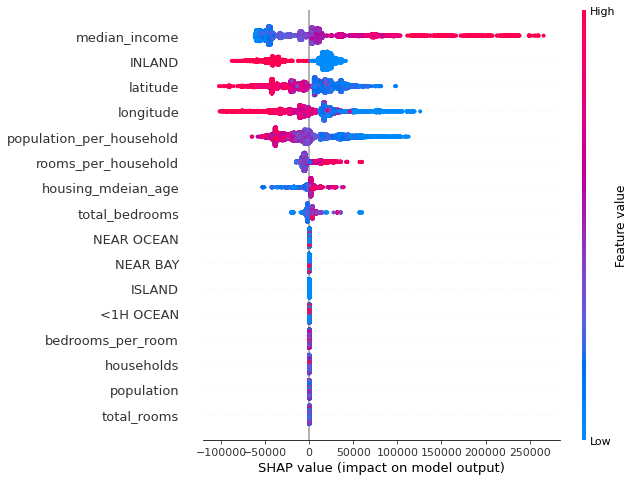 High
median_income
INLAND
latitude
longitude
population_per_household
rooms_per_household
housing_mdeian_age
total_bedrooms
NEAR OCEAN
NEAR BAY
ISLAND
<1H OCEAN
bedrooms_per_room
households
population
total_rooms
Feature value
Low
−100000 −50000 0 50000 100000 150000 200000 250000
SHAP value (impact on model output)